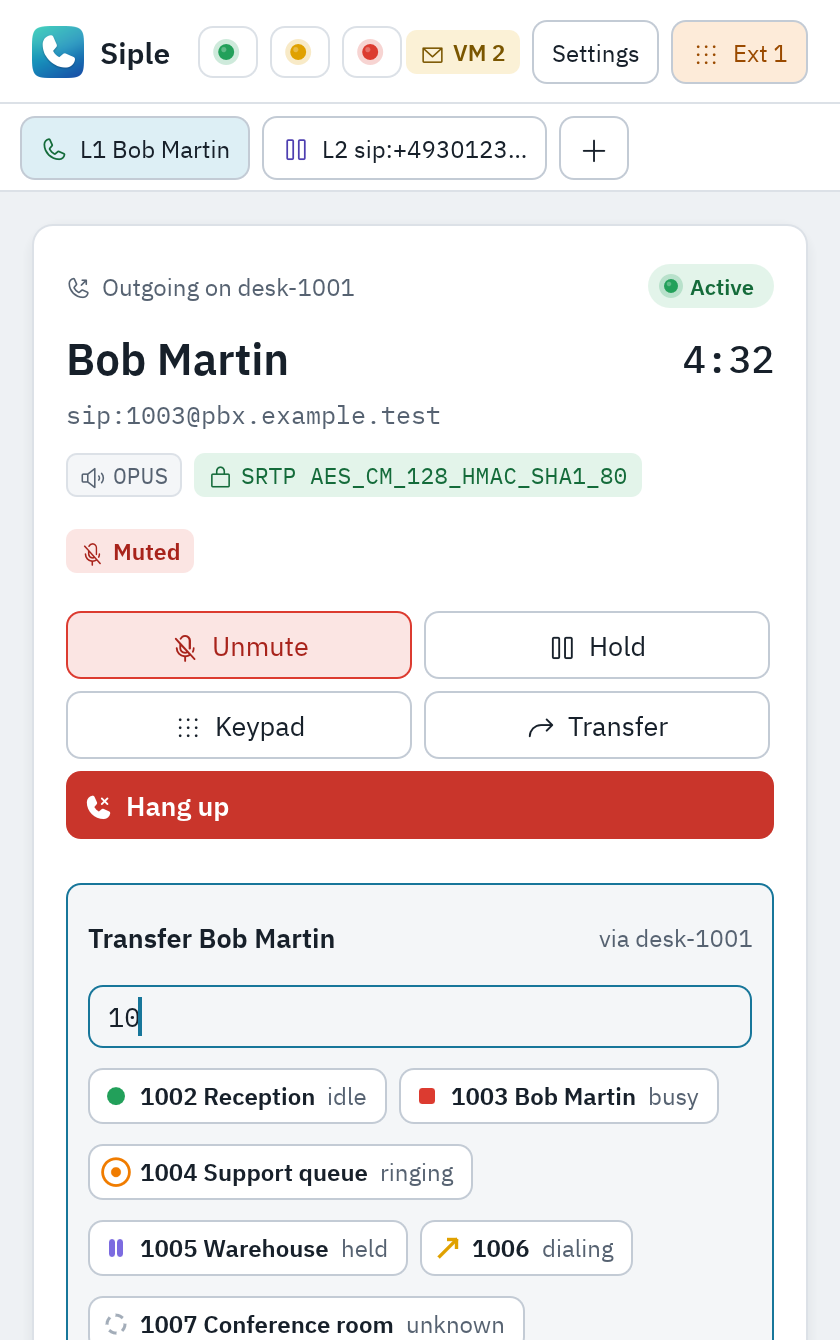 Siple VM 2 Settings Ext 1
L1 Bob Martin L2 sip:+4930123…
Outgoing on desk-1001 Active
Bob Martin 4:32
sip:1003@pbx.example.test
OPUS SRTP AES_CM_128_HMAC_SHA1_80
Muted
Unmute Hold
Keypad Transfer
Hang up
Transfer Bob Martin via desk-1001
10
1002 Reception idle 1003 Bob Martin busy
1004 Support queue ringing
1005 Warehouse held 1006 dialing
1007 Conference room unknown